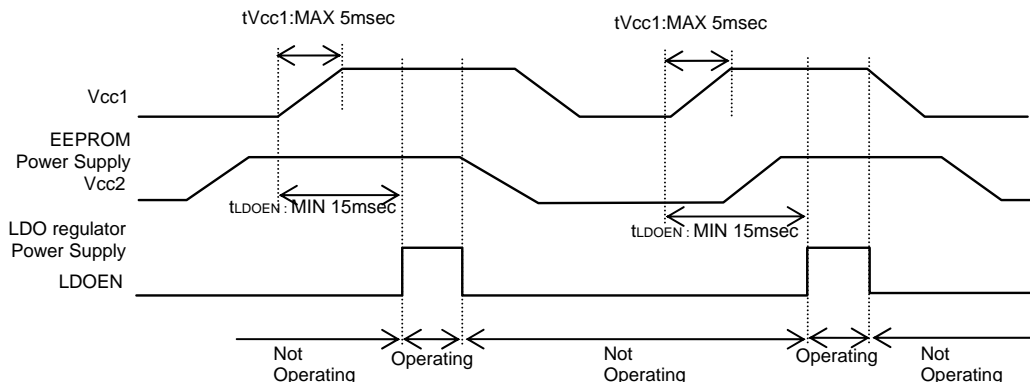 tVcc1:MAX 5msec
tVcc1:MAX 5msec
Vcc1
EEPROM
Power Supply
Vcc2
tLDOEN : MIN 15msec
tLDOEN : MIN 15msec
LDO regulator
Power Supply
LDOEN
Not
Operating
Operating
Not
Operating
Operating
Not
Operating